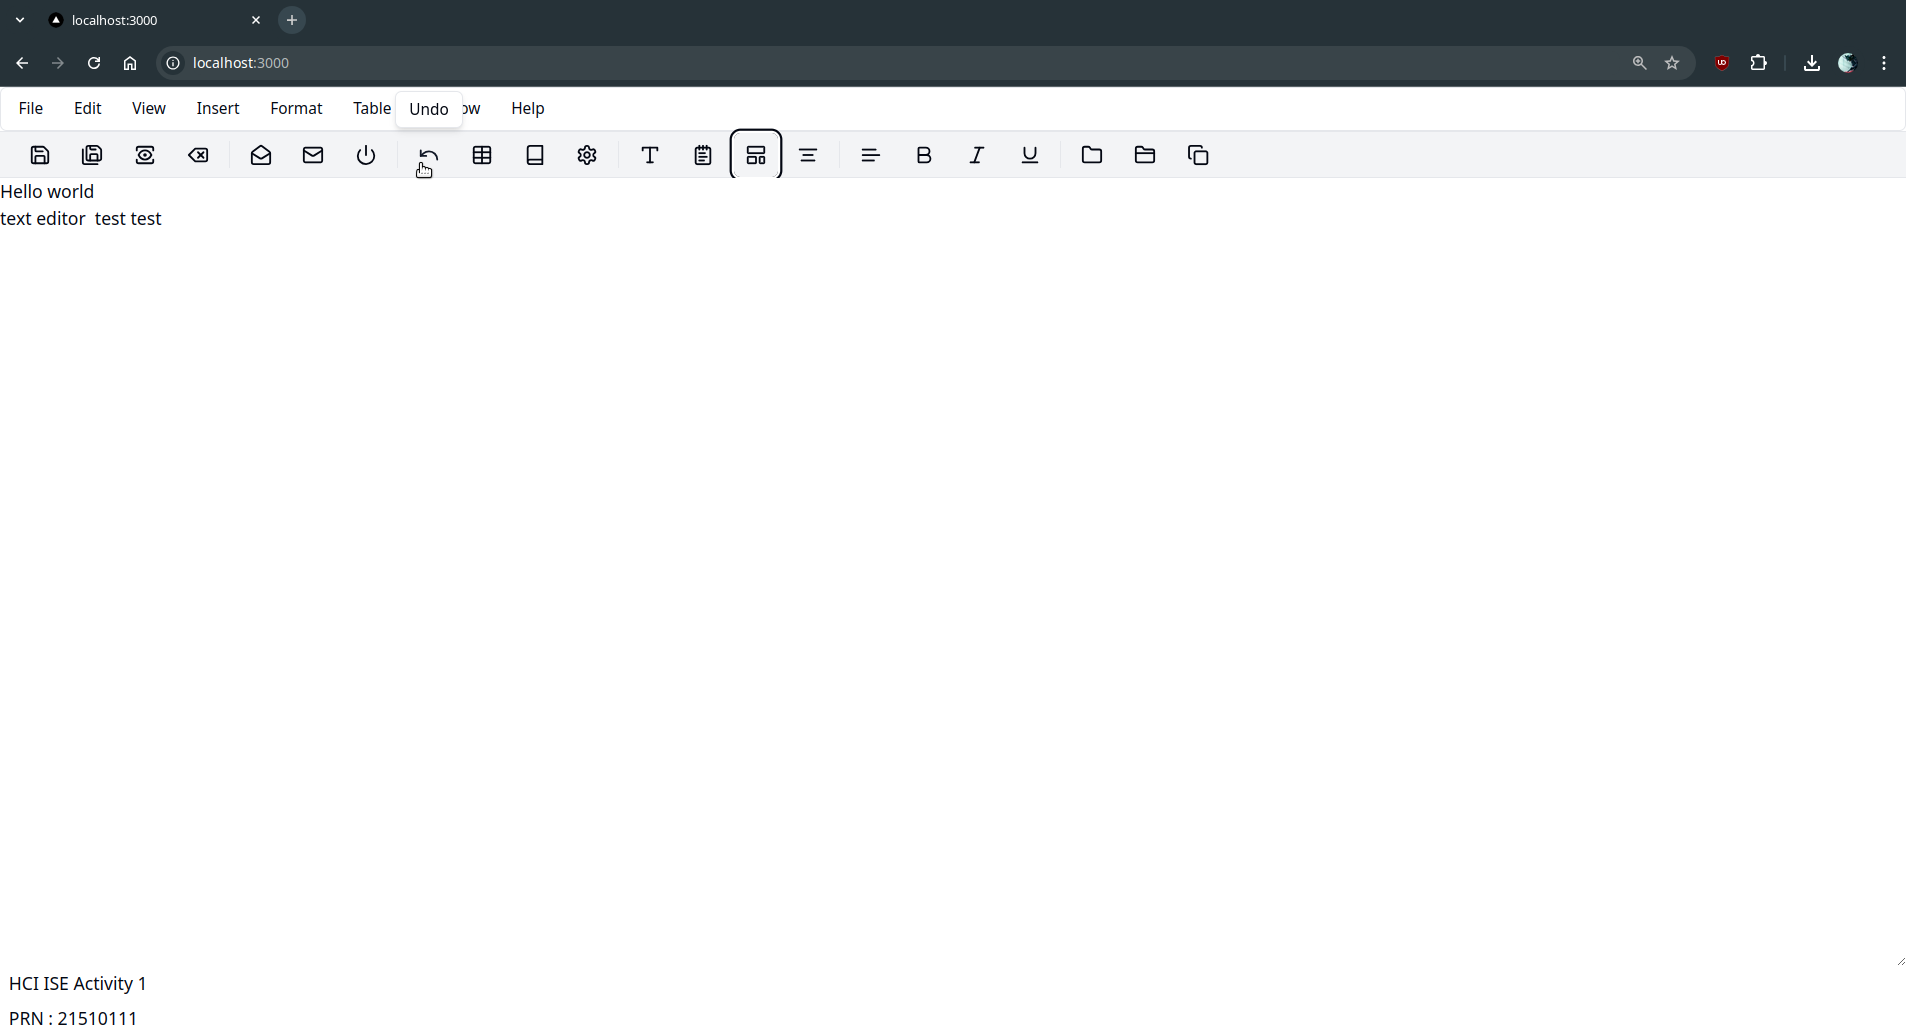 localhost:3000
localhost:3000
File Edit View Insert Format Table Undo ow Help
Hello world
text editor  test test
HCI ISE Activity 1
PRN : 21510111